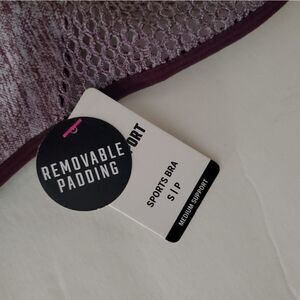 REMOVABLE
PADDING
ORT
SPORTS BRA
S | P
MEDIUM SUPPORT